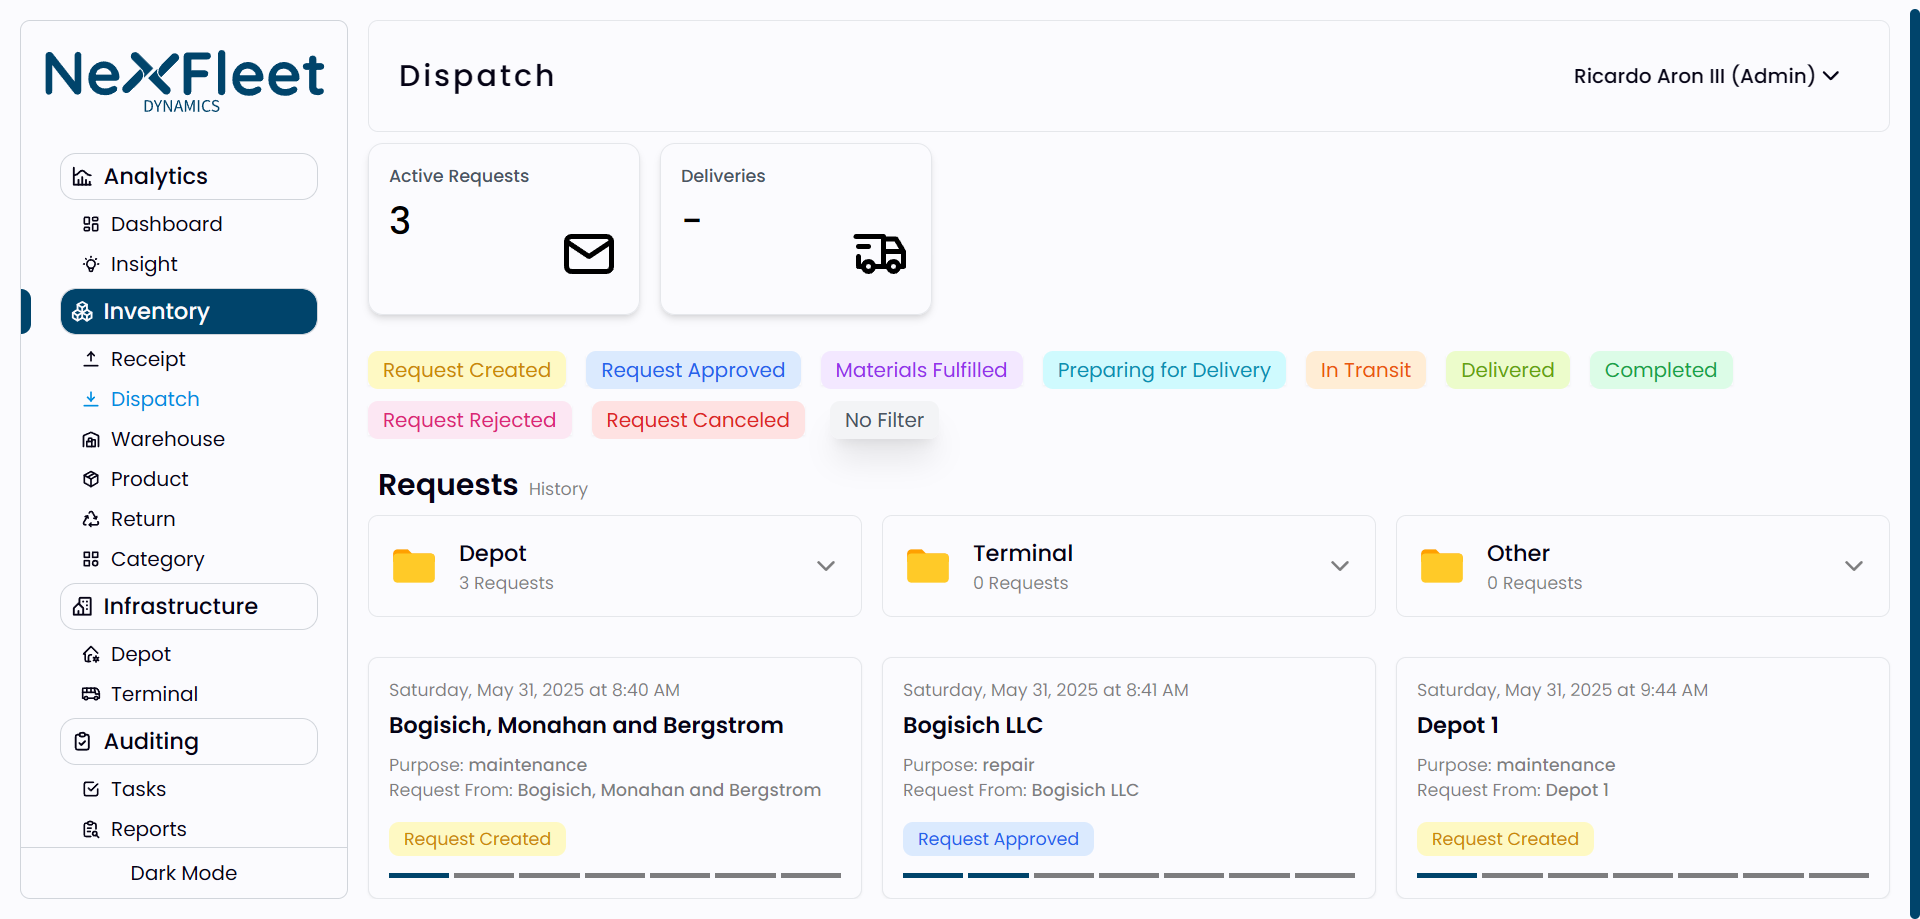 NeXFleet
DYNAMICS
Analytics
Dashboard
Insight
Inventory
Receipt
Dispatch
Warehouse
Product
Return
Category
Infrastructure
Depot
Terminal
Auditing
Tasks
Reports
Dark Mode
Dispatch
Ricardo Aron III (Admin)
Active Requests
3
Deliveries
-
Request Created
Request Approved
Materials Fulfilled
Preparing for Delivery
In Transit
Delivered
Completed
Request Rejected
Request Canceled
No Filter
Requests History
Depot
3 Requests
Terminal
0 Requests
Other
0 Requests
Saturday, May 31, 2025 at 8:40 AM
Bogisich, Monahan and Bergstrom
Purpose: maintenance
Request From: Bogisich, Monahan and Bergstrom
Request Created
Saturday, May 31, 2025 at 8:41 AM
Bogisich LLC
Purpose: repair
Request From: Bogisich LLC
Request Approved
Saturday, May 31, 2025 at 9:44 AM
Depot 1
Purpose: maintenance
Request From: Depot 1
Request Created